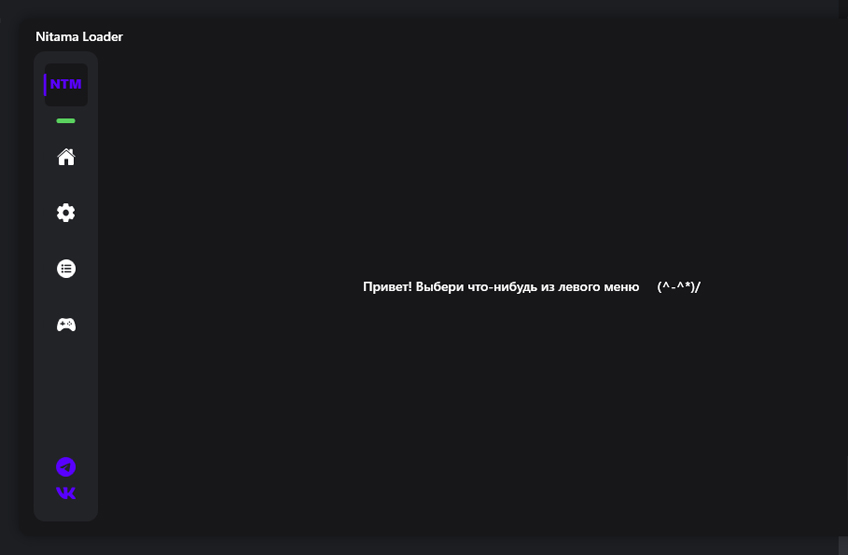 Nitama Loader
NTM
Привет! Выбери что-нибудь из левого меню (^-^*)/